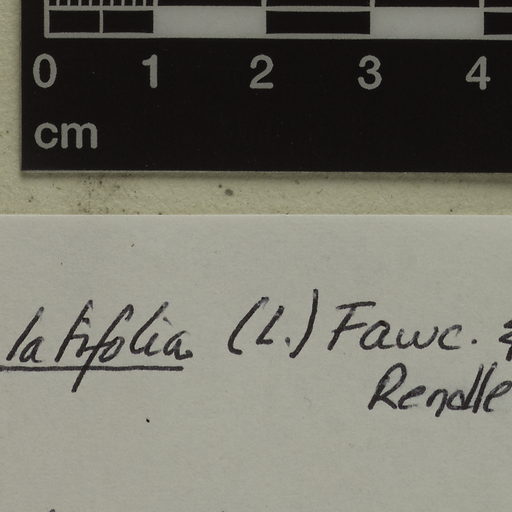 0 1 2 3 4
cm
latifolia (L.) Fawc. &
Rendle